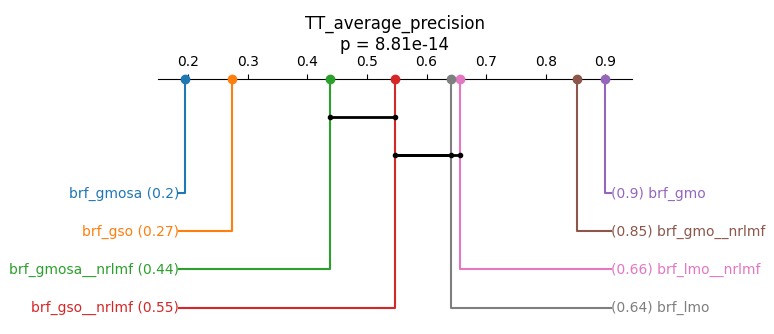 TT_average_precision
p = 8.81e-14
0.2 0.3 0.4 0.5 0.6 0.7 0.8 0.9
brf_gmosa (0.2) (0.9) brf_gmo
brf_gso (0.27) (0.85) brf_gmo__nrlmf
brf_gmosa__nrlmf (0.44) (0.66) brf_lmo__nrlmf
brf_gso__nrlmf (0.55) (0.64) brf_lmo